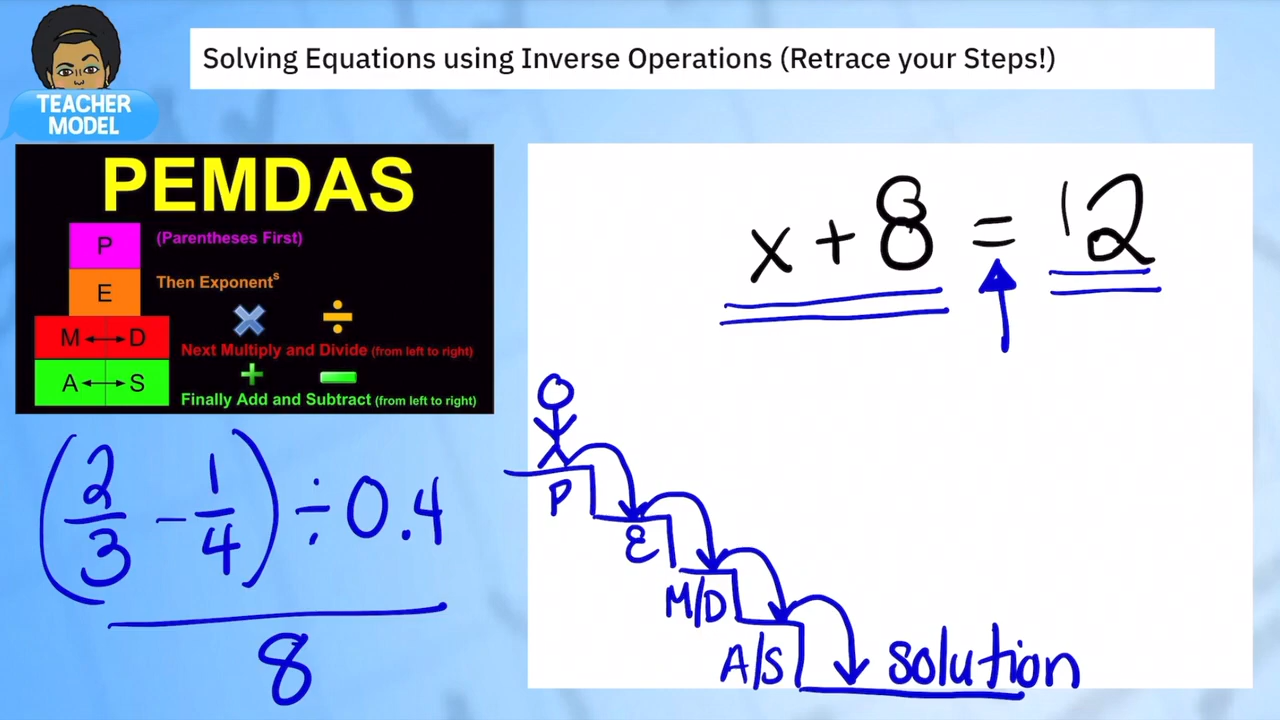 Solving Equations using Inverse Operations (Retrace your Steps!)
TEACHER
MODEL
PEMDAS
P (Parentheses First)
E Then Exponentˢ
× ÷
M ↔ D Next Multiply and Divide (from left to right)
+ −
A ↔ S Finally Add and Subtract (from left to right)
x + 8 = 12
(2/3 − 1/4) ÷ 0.4
8
P
E
M/D
A/S
solution